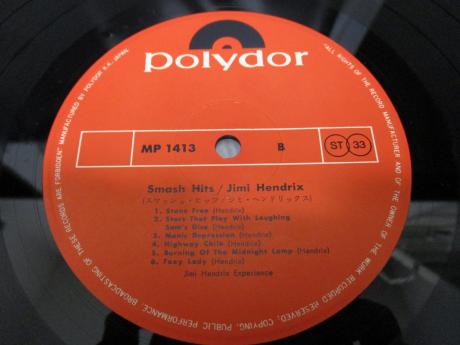 polydor
MP 1413 B ST 33
Smash Hits / Jimi Hendrix
(スマッシュ・ヒッツ/ジミ・ヘンドリックス)
1. Stone Free (Hendrix)
2. Stars That Play With Laughing
Sam's Dice (Hendrix)
3. Manic Depression (Hendrix)
4. Highway Chile (Hendrix)
5. Burning Of The Midnight Lamp (Hendrix)
6. Foxy Lady (Hendrix)
Jimi Hendrix Experience
MANUFACTURED BY POLYDOR K.K. JAPAN. "ALL RIGHTS OF THE RECORD MANUFACTURER AND OF THE OWNER OF THE WORK RECORDED RESERVED. COPYING, PUBLIC PERFORMANCE, BROADCASTING OF THESE RECORDS ARE FORBIDDEN"